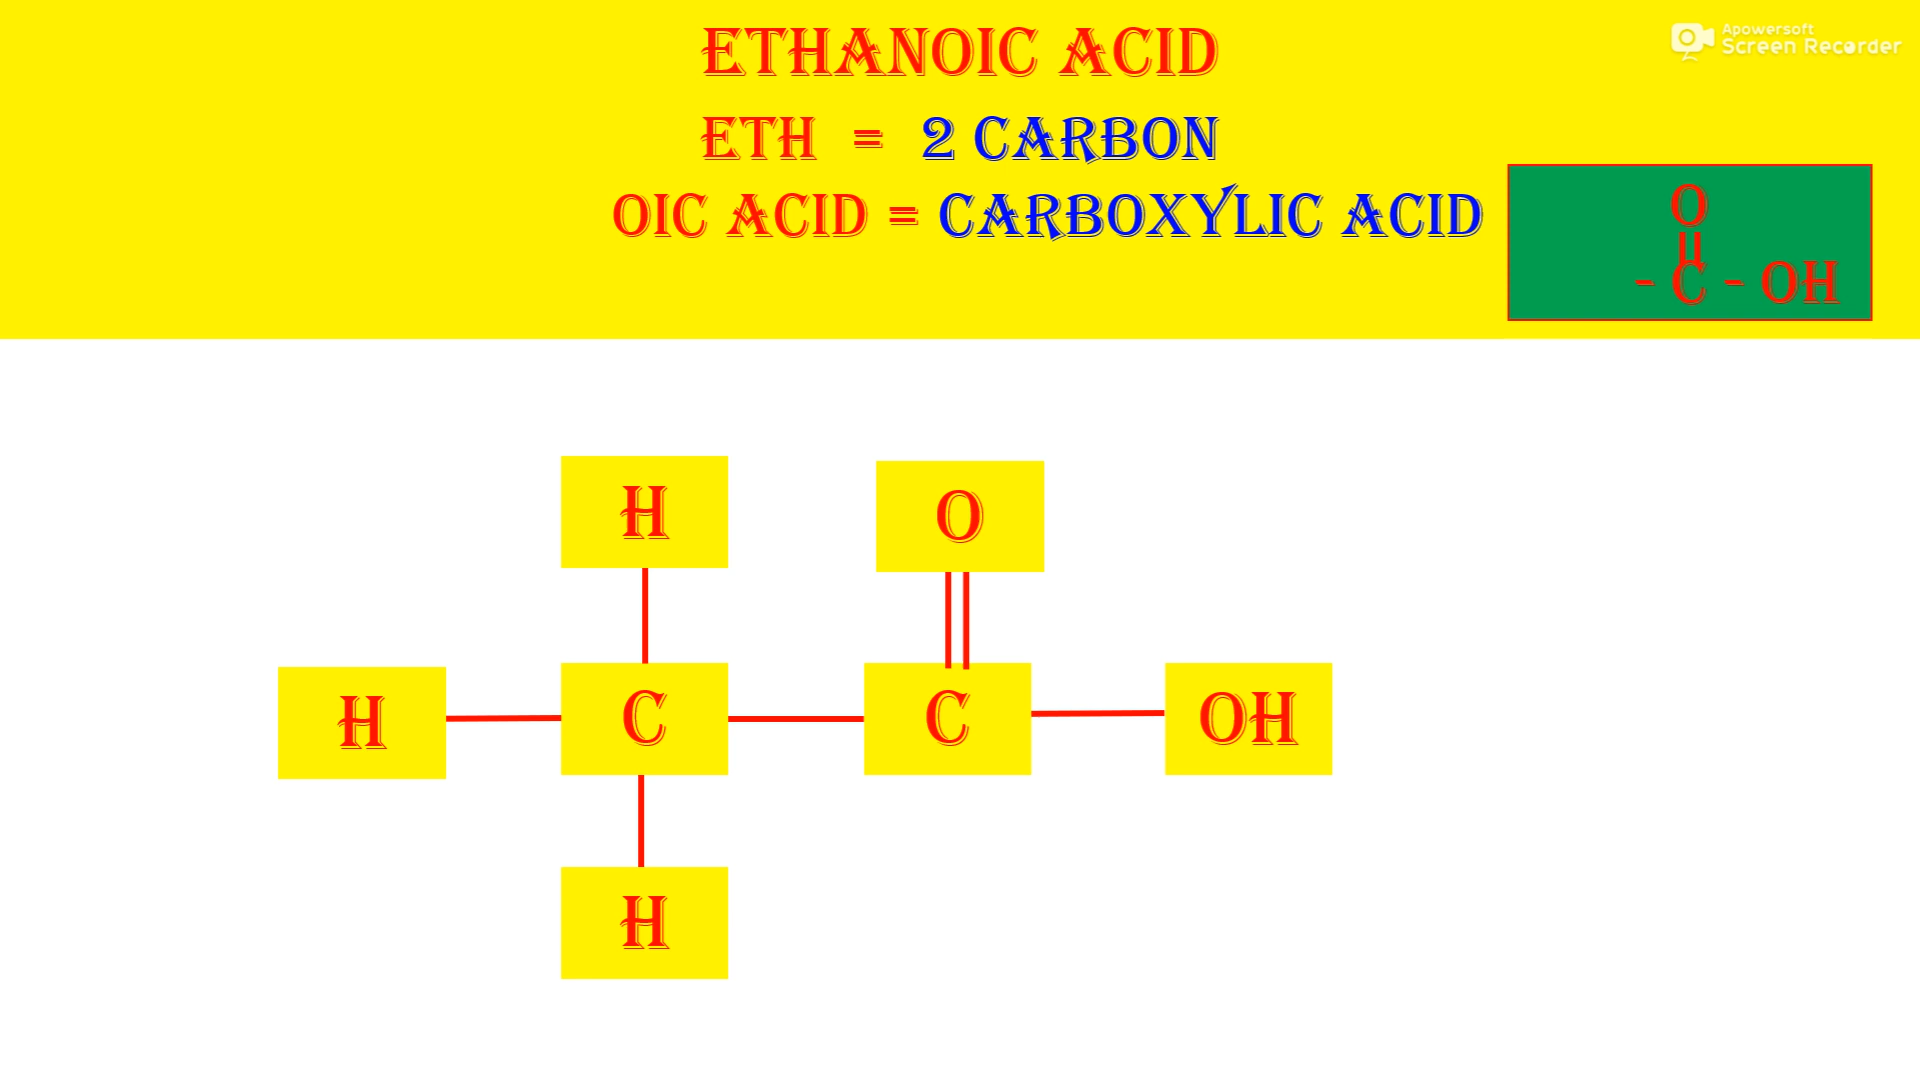 ETHANOIC ACID
Apowersoft
Screen Recorder
ETH = 2 CARBON
OIC ACID = CARBOXYLIC ACID
O
- C - OH
H
O
H
C
C
OH
H